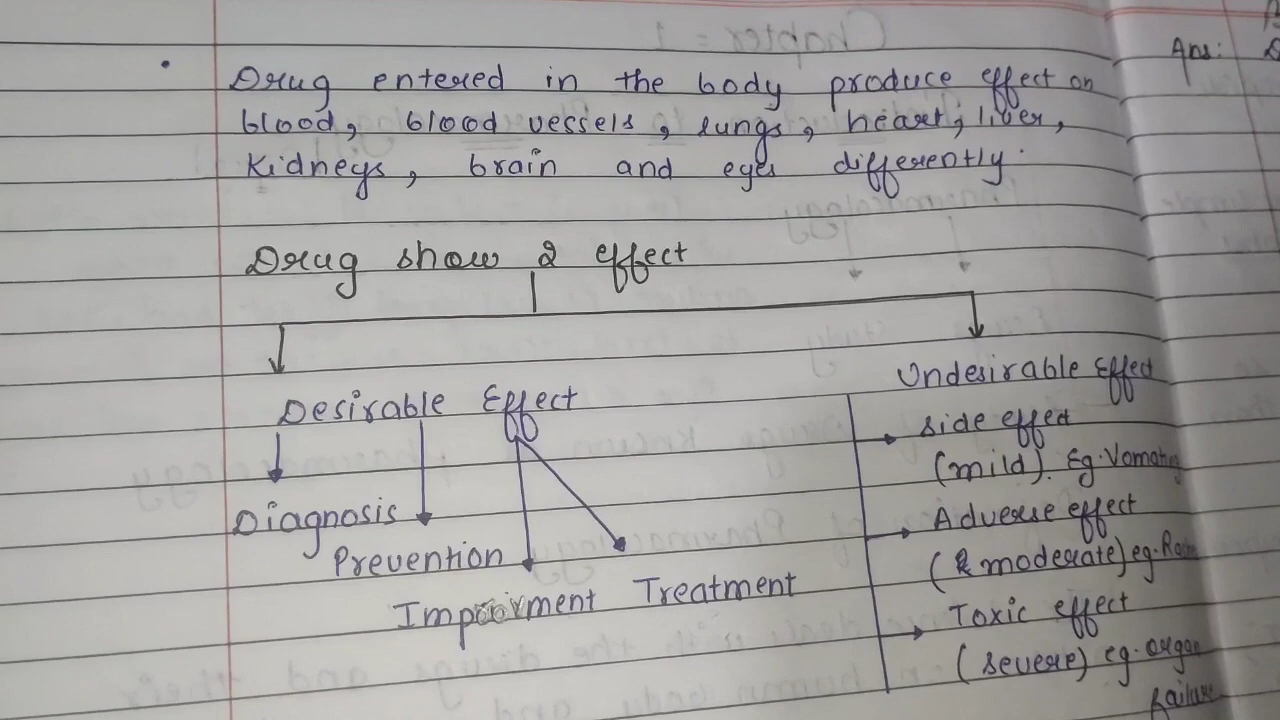 Drug entered in the body produce effect on
blood, blood vessels, lungs, heart, liver,
kidneys, brain and eyes differently.
Drug show 2 effect
Desirable Effect
Diagnosis
Prevention
Treatment
Undesirable Effect
side effect
(mild). Eg. Vomating
Adverse effect
(moderate) eg.
Toxic effect
(severe) eg. organ
failure
Ans: